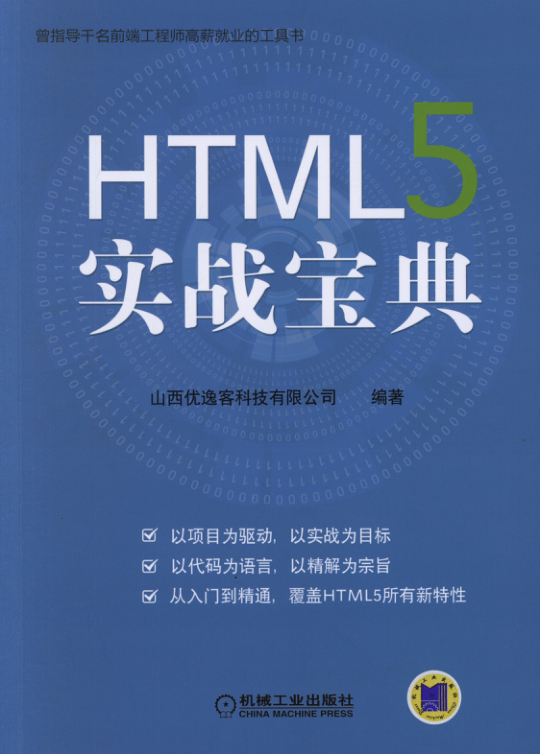 曾指导千名前端工程师高薪就业的工具书
HTML5
实战宝典
山西优逸客科技有限公司 编著
以项目为驱动,以实战为目标
以代码为语言,以精解为宗旨
从入门到精通,覆盖HTML5所有新特性
机械工业出版社
CHINA MACHINE PRESS